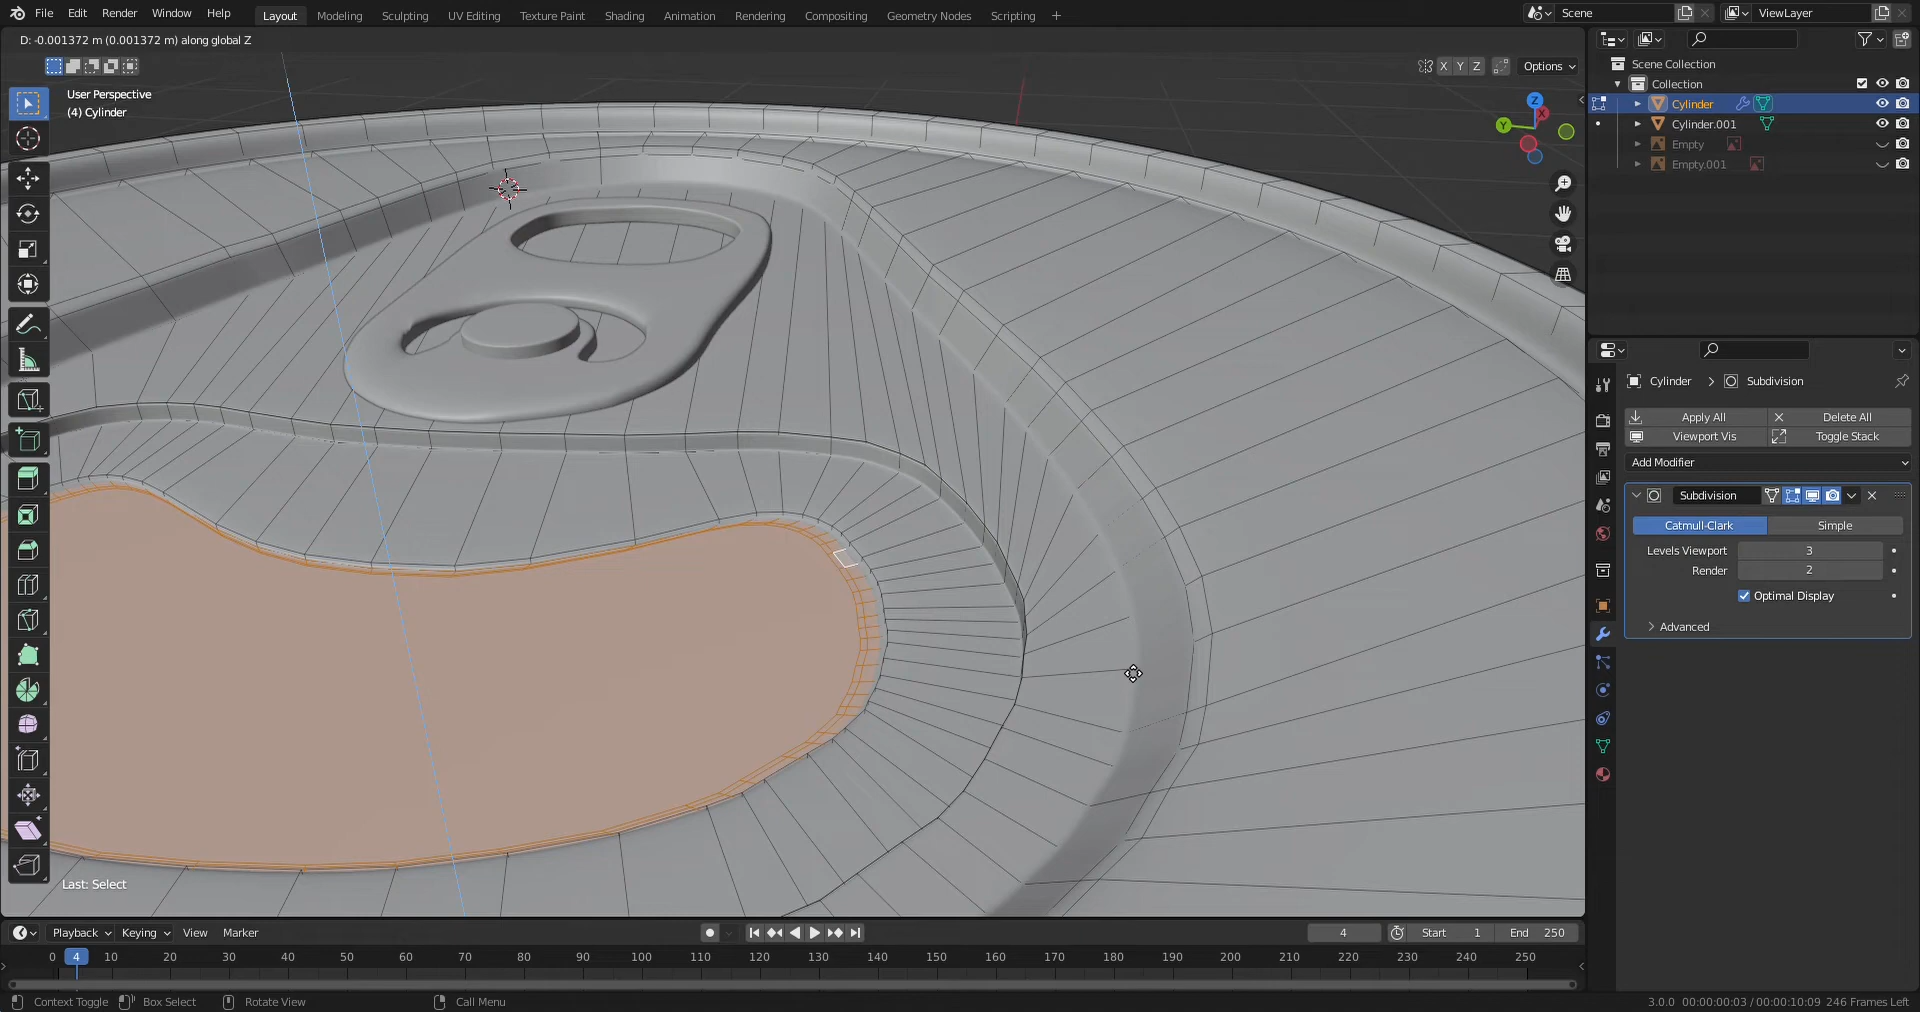 File Edit Render Window Help Layout Modeling Sculpting UV Editing Texture Paint Shading Animation Rendering Compositing Geometry Nodes Scripting + Scene ViewLayer
D: -0.001372 m (0.001372 m) along global Z
X Y Z Options
User Perspective
(4) Cylinder
Z
X
Y
Scene Collection
Collection
Cylinder
Cylinder.001
Empty
Empty.001
Cylinder > Subdivision
Apply All Delete All
Viewport Vis Toggle Stack
Add Modifier
Subdivision
Catmull-Clark Simple
Levels Viewport 3
Render 2
Optimal Display
Advanced
Last: Select
Playback Keying View Marker 4 Start 1 End 250
0 4 10 20 30 40 50 60 70 80 90 100 110 120 130 140 150 160 170 180 190 200 210 220 230 240 250
Context Toggle Box Select Rotate View Call Menu 3.0.0 00:00:00:03 / 00:00:10:09 246 Frames Left